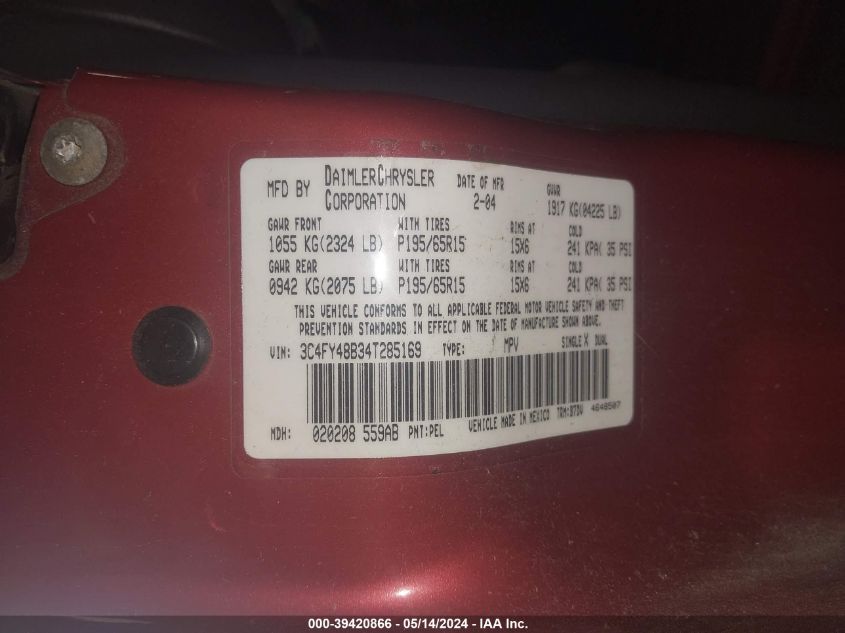 MFD BY DAIMLERCHRYSLER CORPORATION DATE OF MFR 2-04 GVWR 1917 KG(04225 LB)
GAWR FRONT WITH TIRES RIMS AT COLD
1055 KG(2324 LB) P195/65R15 15X6 241 KPA( 35 PSI
GAWR REAR WITH TIRES RIMS AT COLD
0942 KG(2075 LB) P195/65R15 15X6 241 KPA( 35 PSI
THIS VEHICLE CONFORMS TO ALL APPLICABLE FEDERAL MOTOR VEHICLE SAFETY AND THEFT
PREVENTION STANDARDS IN EFFECT ON THE DATE OF MANUFACTURE SHOWN ABOVE.
VIN: 3C4FY48B34T285169 TYPE: MPV SINGLE X DUAL
MDH: 020208 559AB PNT:PEL VEHICLE MADE IN MEXICO TRM: 4648507
000-39420866 - 05/14/2024 - IAA Inc.